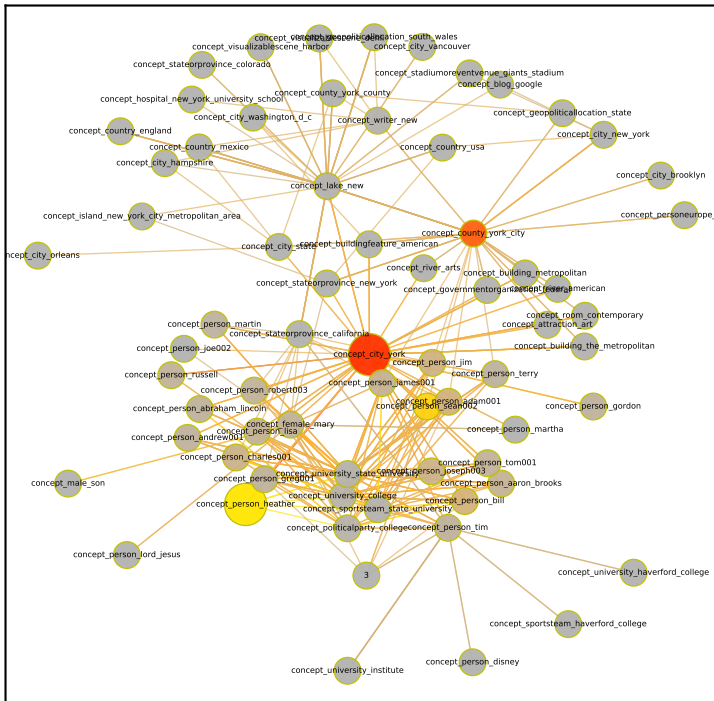 concept_geopoliticallocation_south_wales
concept_visualizablescene_harbor
concept_city_vancouver
concept_stateorprovince_colorado
concept_stadiumoreventvenue_giants_stadium
concept_blog_google
concept_county_york_county
concept_hospital_new_york_university_school
concept_geopoliticallocation_state
concept_city_washington_d_c
concept_writer_new
concept_country_england
concept_city_new_york
concept_country_mexico
concept_country_usa
concept_city_hampshire
concept_city_brooklyn
concept_lake_new
concept_island_new_york_city_metropolitan_area
concept_personeurope_
concept_county_york_city
concept_city_state
concept_buildingfeature_american
cept_city_orleans
concept_river_arts
concept_building_metropolitan
concept_stateorprovince_new_york
concept_room_contemporary
concept_person_martin
concept_attraction_art
concept_stateorprovince_california
concept_building_the_metropolitan
concept_person_joe002
concept_city_york
concept_person_jim
concept_person_russell
concept_person_terry
concept_person_james001
concept_person_robert003
concept_person_adam001
concept_person_sean002
concept_person_gordon
concept_person_abraham_lincoln
concept_female_mary
concept_person_martha
concept_person_lisa
concept_person_andrew001
concept_person_charles001
concept_person_tom001
concept_person_joseph003
concept_university_state_university
concept_person_greg001
concept_person_aaron_brooks
concept_male_son
concept_university_college
concept_person_heather
concept_person_bill
concept_sportsteam_state_university
concept_politicalparty_college
concept_person_tim
concept_person_lord_jesus
3
concept_university_haverford_college
concept_sportsteam_haverford_college
concept_person_disney
concept_university_institute